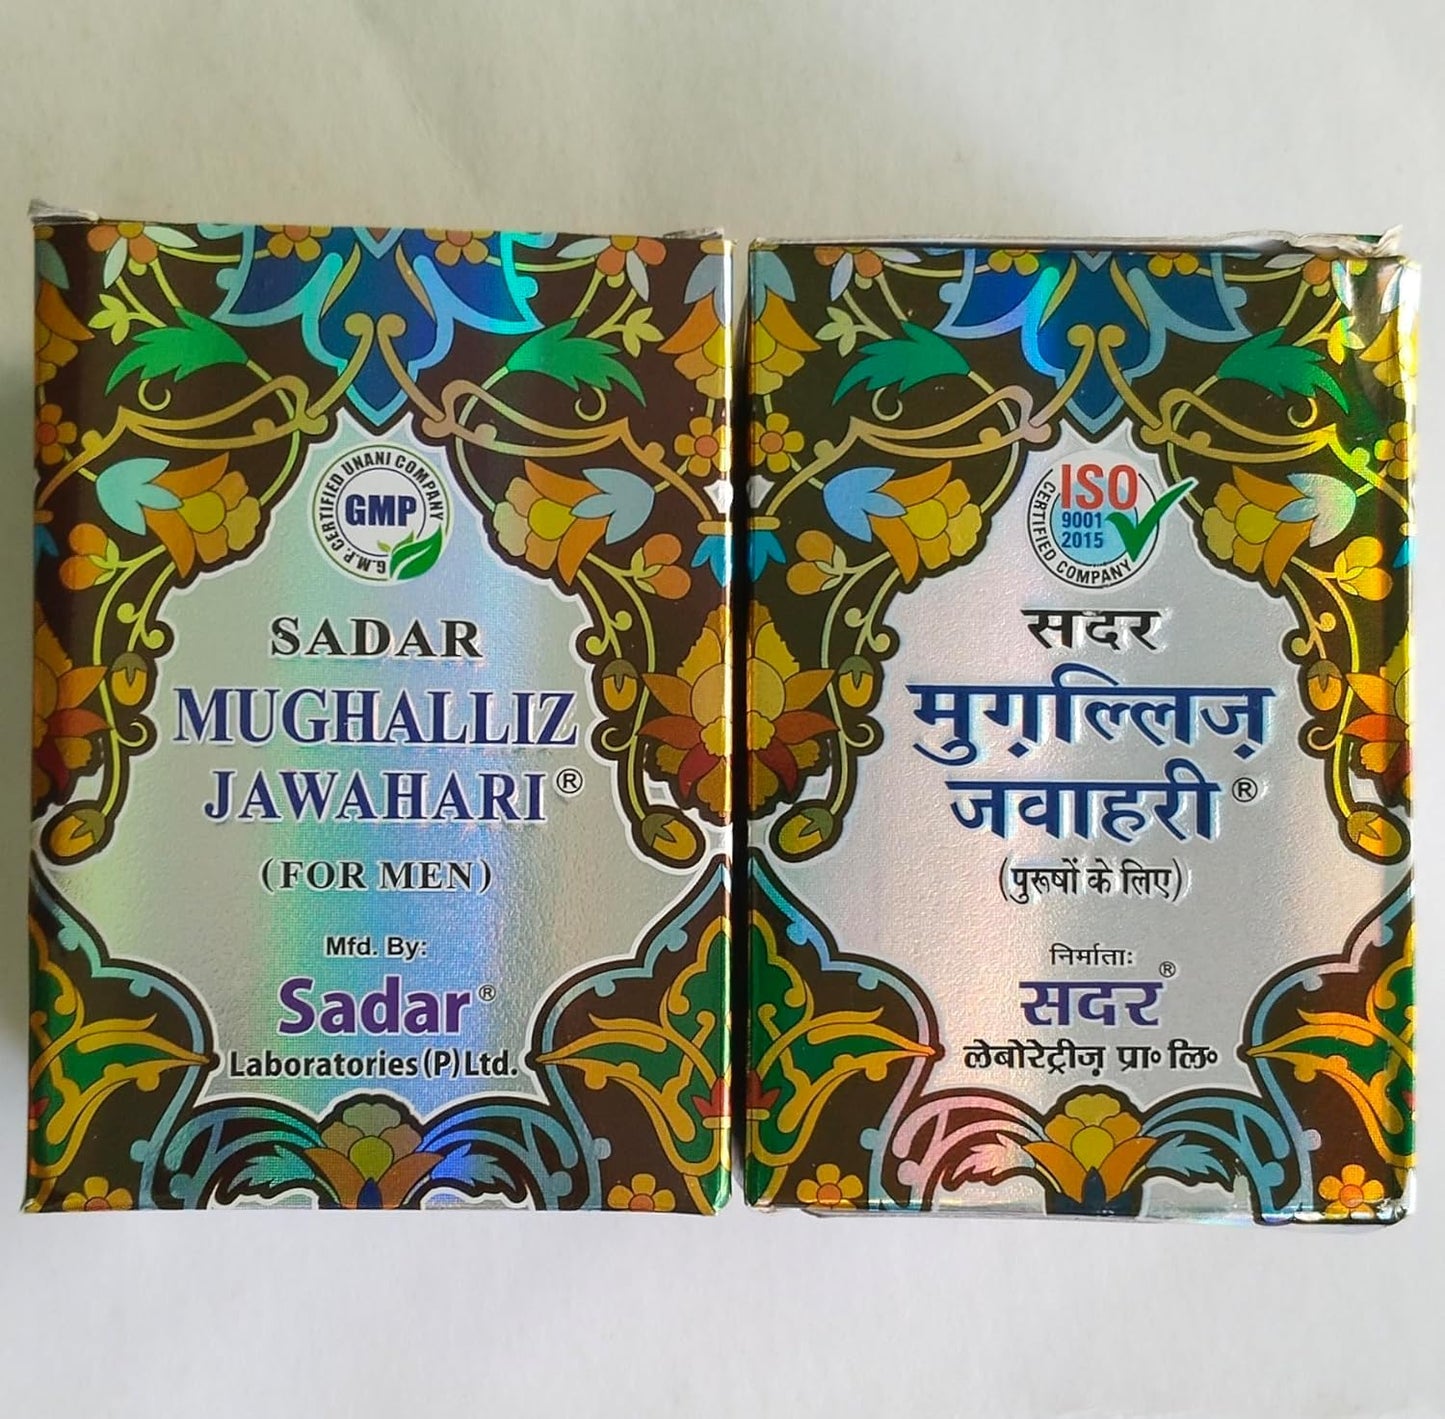 G.M.P. CERTIFIED UNANI COMPANY
GMP
SADAR
MUGHALLIZ
JAWAHARI®
(FOR MEN)
Mfd. By:
Sadar®
Laboratories (P) Ltd.
ISO
9001
2015
CERTIFIED COMPANY
सदर
मुग़ल्लिज़
जवाहरी®
(पुरूषों के लिए)
निर्माताः
सदर®
लेबोरेट्रीज़ प्रा॰ लि॰